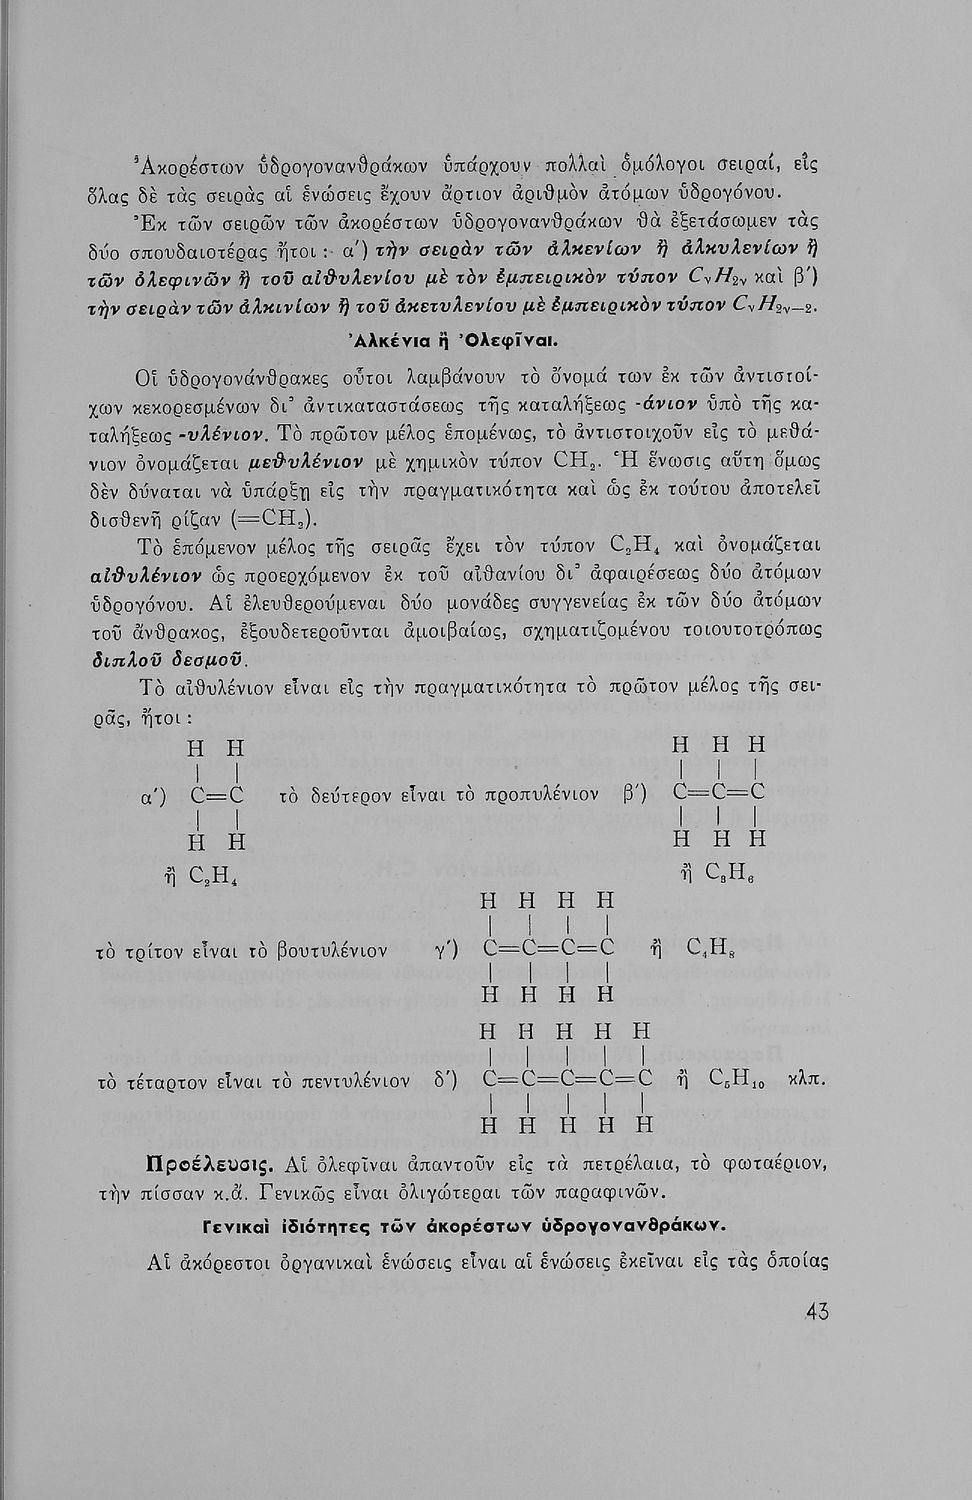 Ἀκορέστων ὑδρογονανθράκων ὑπάρχουν πολλαὶ ὁμόλογοι σειραί, εἰς
ὅλας δὲ τὰς σειρὰς αἱ ἑνώσεις ἔχουν ἄρτιον ἀριθμὸν ἀτόμων ὑδρογόνου.
Ἐκ τῶν σειρῶν τῶν ἀκορέστων ὑδρογονανθράκων θὰ ἐξετάσωμεν τὰς
δύο σπουδαιοτέρας ἤτοι : α΄) τὴν σειρὰν τῶν ἀλκενίων ἢ ἀλκυλενίων ἢ
τῶν ὀλεφινῶν ἢ τοῦ αἰθυλενίου μὲ τὸν ἐμπειρικὸν τύπον CᵥH₂ᵥ καὶ β΄)
τὴν σειρὰν τῶν ἀλκινίων ἢ τοῦ ἀκετυλενίου μὲ ἐμπειρικὸν τύπον CᵥH₂ᵥ₋₂.
Ἀλκένια ἢ Ὀλεφῖναι.
Οἱ ὑδρογονάνθρακες οὗτοι λαμβάνουν τὸ ὄνομά των ἐκ τῶν ἀντιστοί-
χων κεκορεσμένων δι' ἀντικαταστάσεως τῆς καταλήξεως -άνιον ὑπὸ τῆς κα-
ταλήξεως -υλένιον. Τὸ πρῶτον μέλος ἑπομένως, τὸ ἀντιστοιχοῦν εἰς τὸ μεθά-
νιον ὀνομάζεται μεθυλένιον μὲ χημικὸν τύπον CH₂. Ἡ ἕνωσις αὕτη ὅμως
δὲν δύναται νὰ ὑπάρξῃ εἰς τὴν πραγματικότητα καὶ ὡς ἐκ τούτου ἀποτελεῖ
δισθενῆ ρίζαν (=CH₂).
Τὸ ἑπόμενον μέλος τῆς σειρᾶς ἔχει τὸν τύπον C₂H₄ καὶ ὀνομάζεται
αἰθυλένιον ὡς προερχόμενον ἐκ τοῦ αἰθανίου δι' ἀφαιρέσεως δύο ἀτόμων
ὑδρογόνου. Αἱ ἐλευθερούμεναι δύο μονάδες συγγενείας ἐκ τῶν δύο ἀτόμων
τοῦ ἄνθρακος, ἐξουδετεροῦνται ἀμοιβαίως, σχηματιζομένου τοιουτοτρόπως
διπλοῦ δεσμοῦ.
Τὸ αἰθυλένιον εἶναι εἰς τὴν πραγματικότητα τὸ πρῶτον μέλος τῆς σει-
ρᾶς, ἤτοι :
H H H H H
| | | | |
α΄) C=C τὸ δεύτερον εἶναι τὸ προπυλένιον β΄) C=C=C
| | | | |
H H H H H
ἢ C₂H₄ ἢ C₃H₆
H H H H
| | | |
τὸ τρίτον εἶναι τὸ βουτυλένιον γ΄) C=C=C=C ἢ C₄H₈
| | | |
H H H H
H H H H H
| | | | |
τὸ τέταρτον εἶναι τὸ πεντυλένιον δ΄) C=C=C=C=C ἢ C₅H₁₀ κλπ.
| | | | |
H H H H H
Προέλευσις. Αἱ ὀλεφῖναι ἀπαντοῦν εἰς τὰ πετρέλαια, τὸ φωταέριον,
τὴν πίσσαν κ.ἄ. Γενικῶς εἶναι ὀλιγώτεραι τῶν παραφινῶν.
Γενικαὶ ἰδιότητες τῶν ἀκορέστων ὑδρογονανθράκων.
Αἱ ἀκόρεστοι ὀργανικαὶ ἑνώσεις εἶναι αἱ ἑνώσεις ἐκεῖναι εἰς τὰς ὁποίας
43